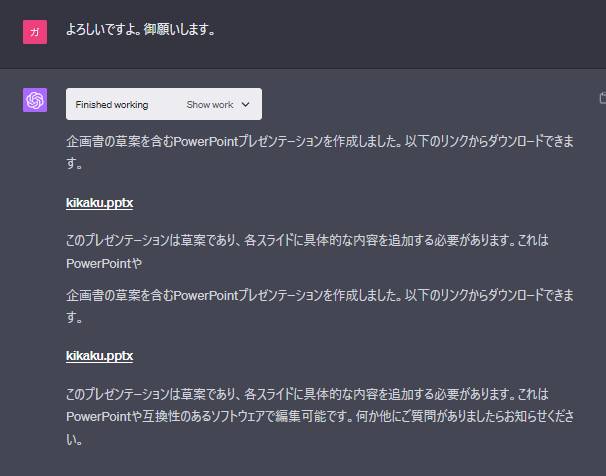 ガ
よろしいですよ。御願いします。
Finished working
Show work
企画書の草案を含むPowerPointプレゼンテーションを作成しました。以下のリンクからダウンロードできま
す。
kikaku.pptx
このプレゼンテーションは草案であり、各スライドに具体的な内容を追加する必要があります。これは
PowerPointや
企画書の草案を含むPowerPointプレゼンテーションを作成しました。以下のリンクからダウンロードできま
す。
kikaku.pptx
このプレゼンテーションは草案であり、各スライドに具体的な内容を追加する必要があります。これは
PowerPointや互換性のあるソフトウェアで編集可能です。何か他にご質問がありましたらお知らせくださ
い。